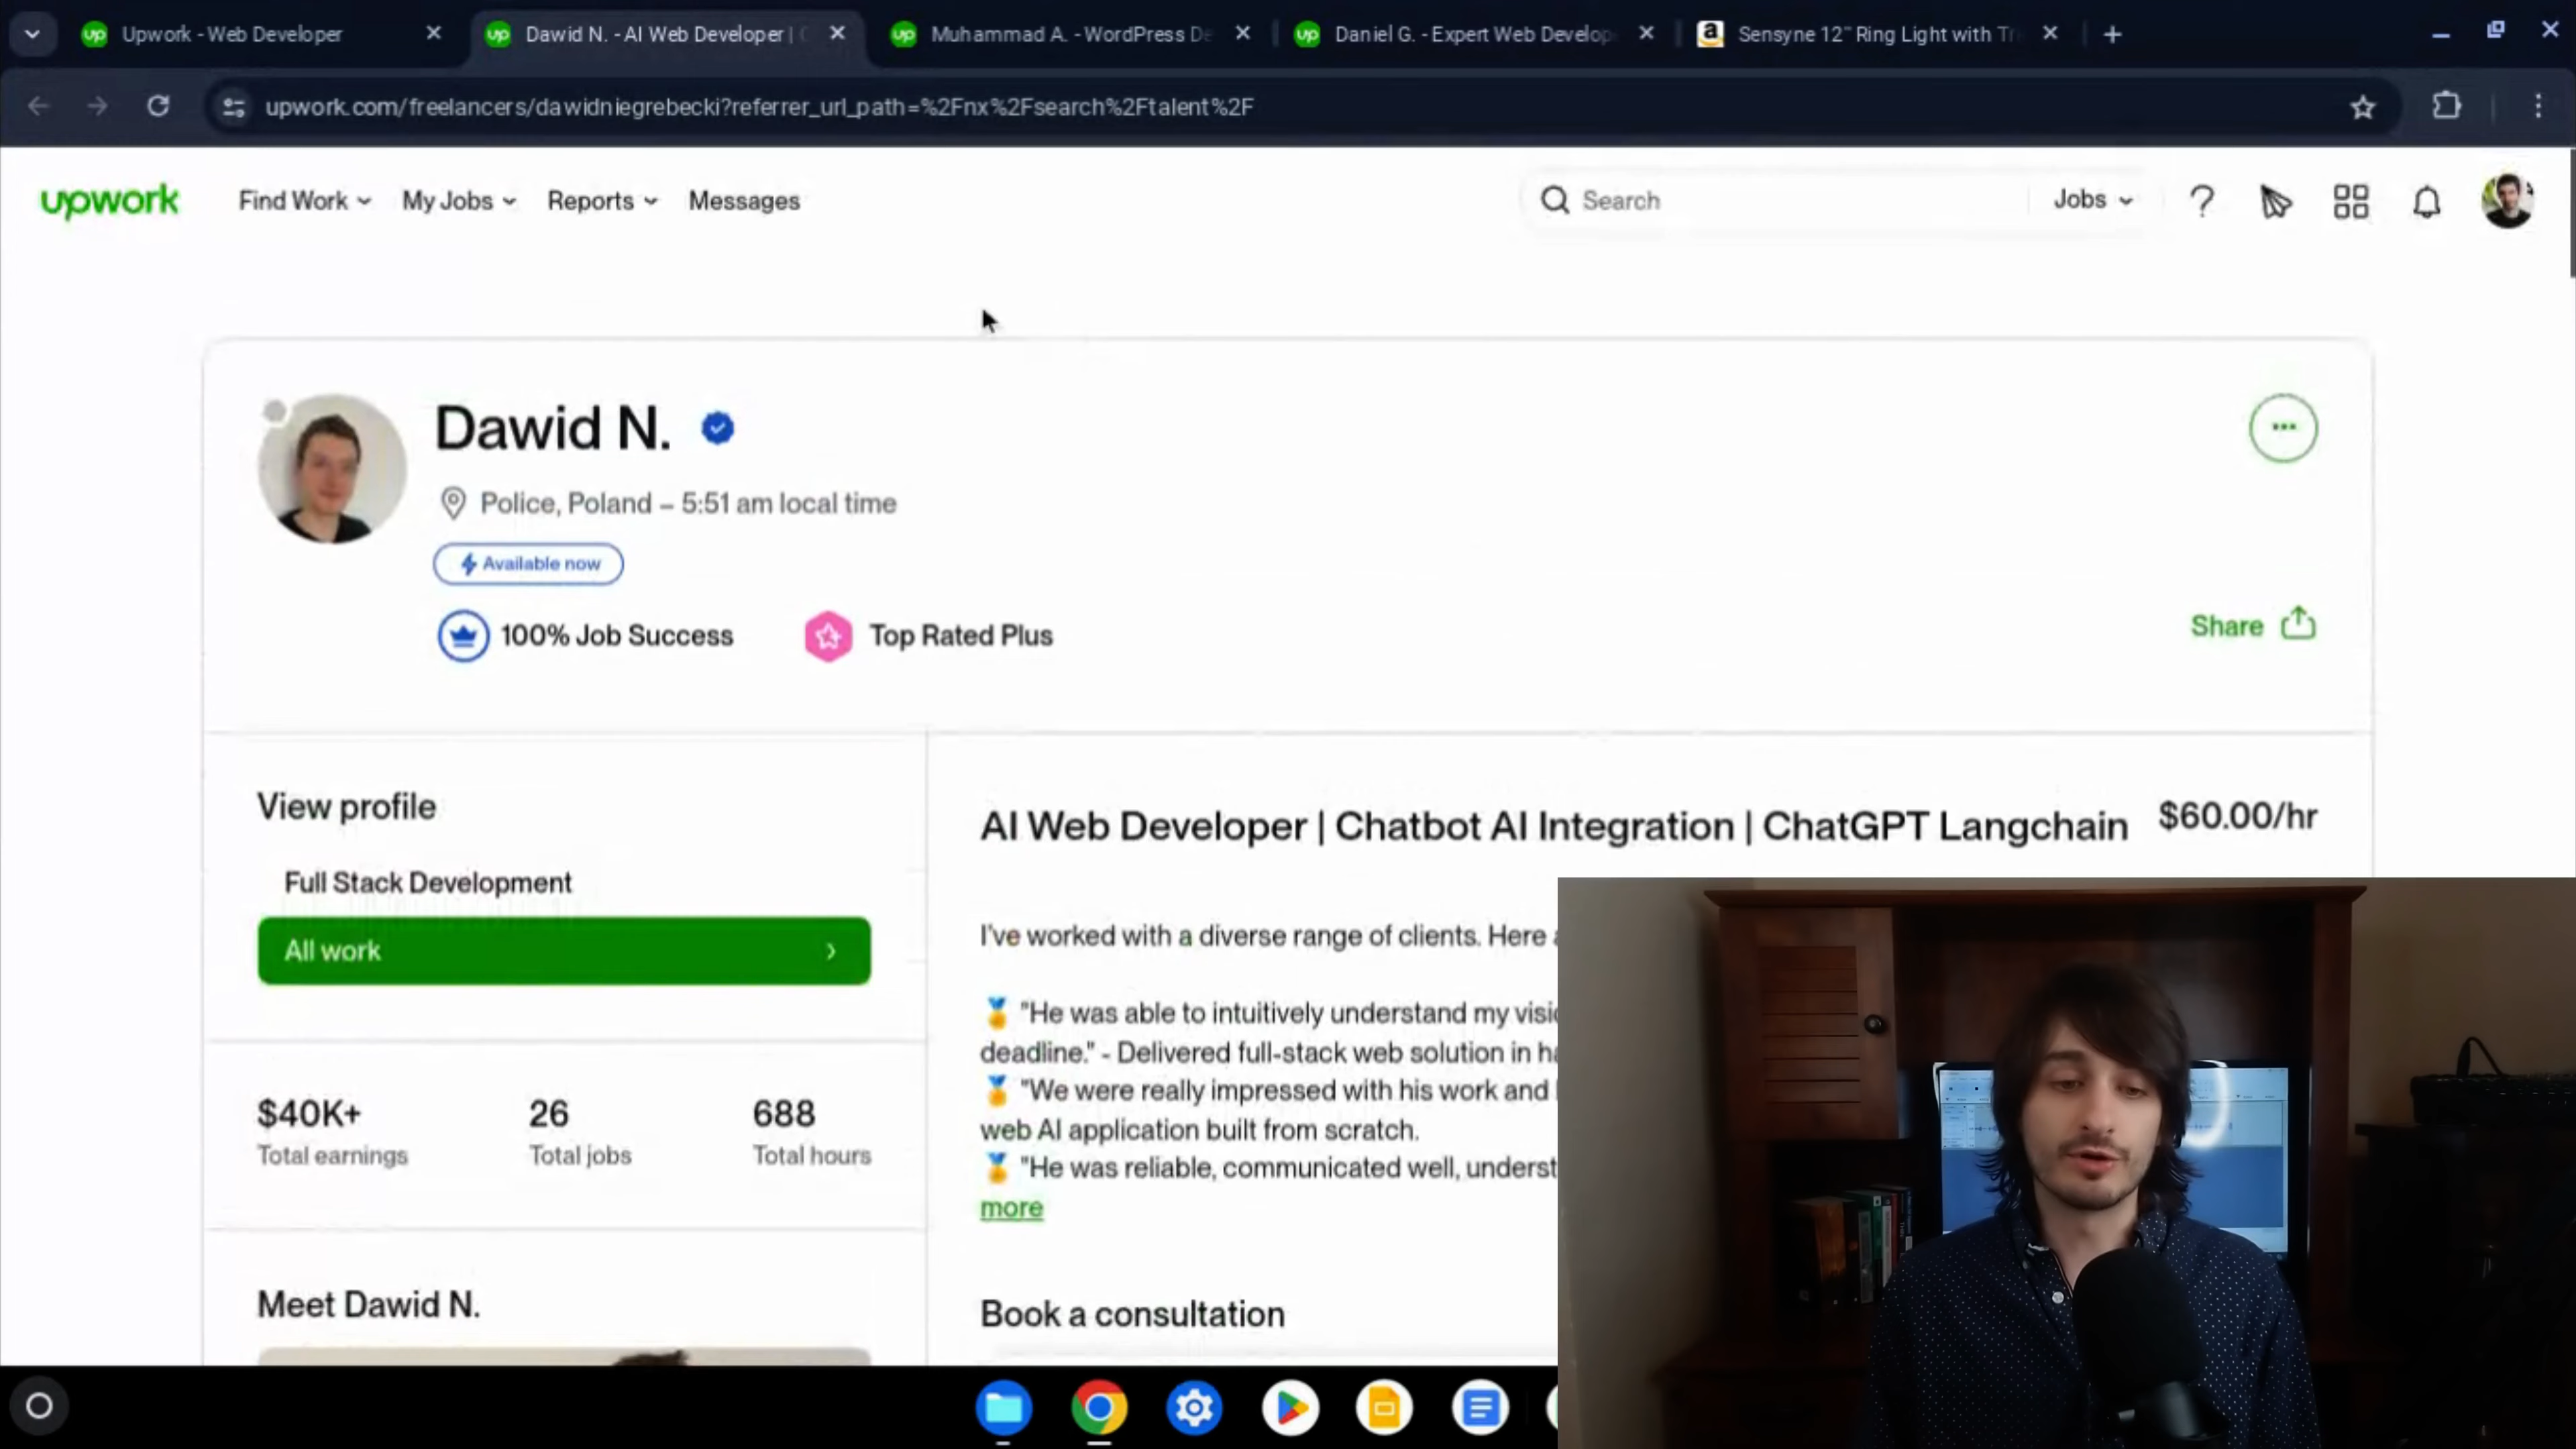 Upwork - Web Developer
Dawid N. - AI Web Developer |
Muhammad A. - WordPress De
Daniel G. - Expert Web Develop
Sensyne 12" Ring Light with Tri
upwork.com/freelancers/dawidniegrebecki?referrer_url_path=%2Fnx%2Fsearch%2Ftalent%2F
upwork
Find Work
My Jobs
Reports
Messages
Search
Jobs
Dawid N.
Police, Poland – 5:51 am local time
Available now
100% Job Success
Top Rated Plus
Share
View profile
Full Stack Development
All work
$40K+
Total earnings
26
Total jobs
688
Total hours
Meet Dawid N.
AI Web Developer | Chatbot AI Integration | ChatGPT Langchain
$60.00/hr
I've worked with a diverse range of clients. Here
🏅 "He was able to intuitively understand my visi
deadline." - Delivered full-stack web solution in
🏅 "We were really impressed with his work and
web AI application built from scratch.
🏅 "He was reliable, communicated well, underst
more
Book a consultation